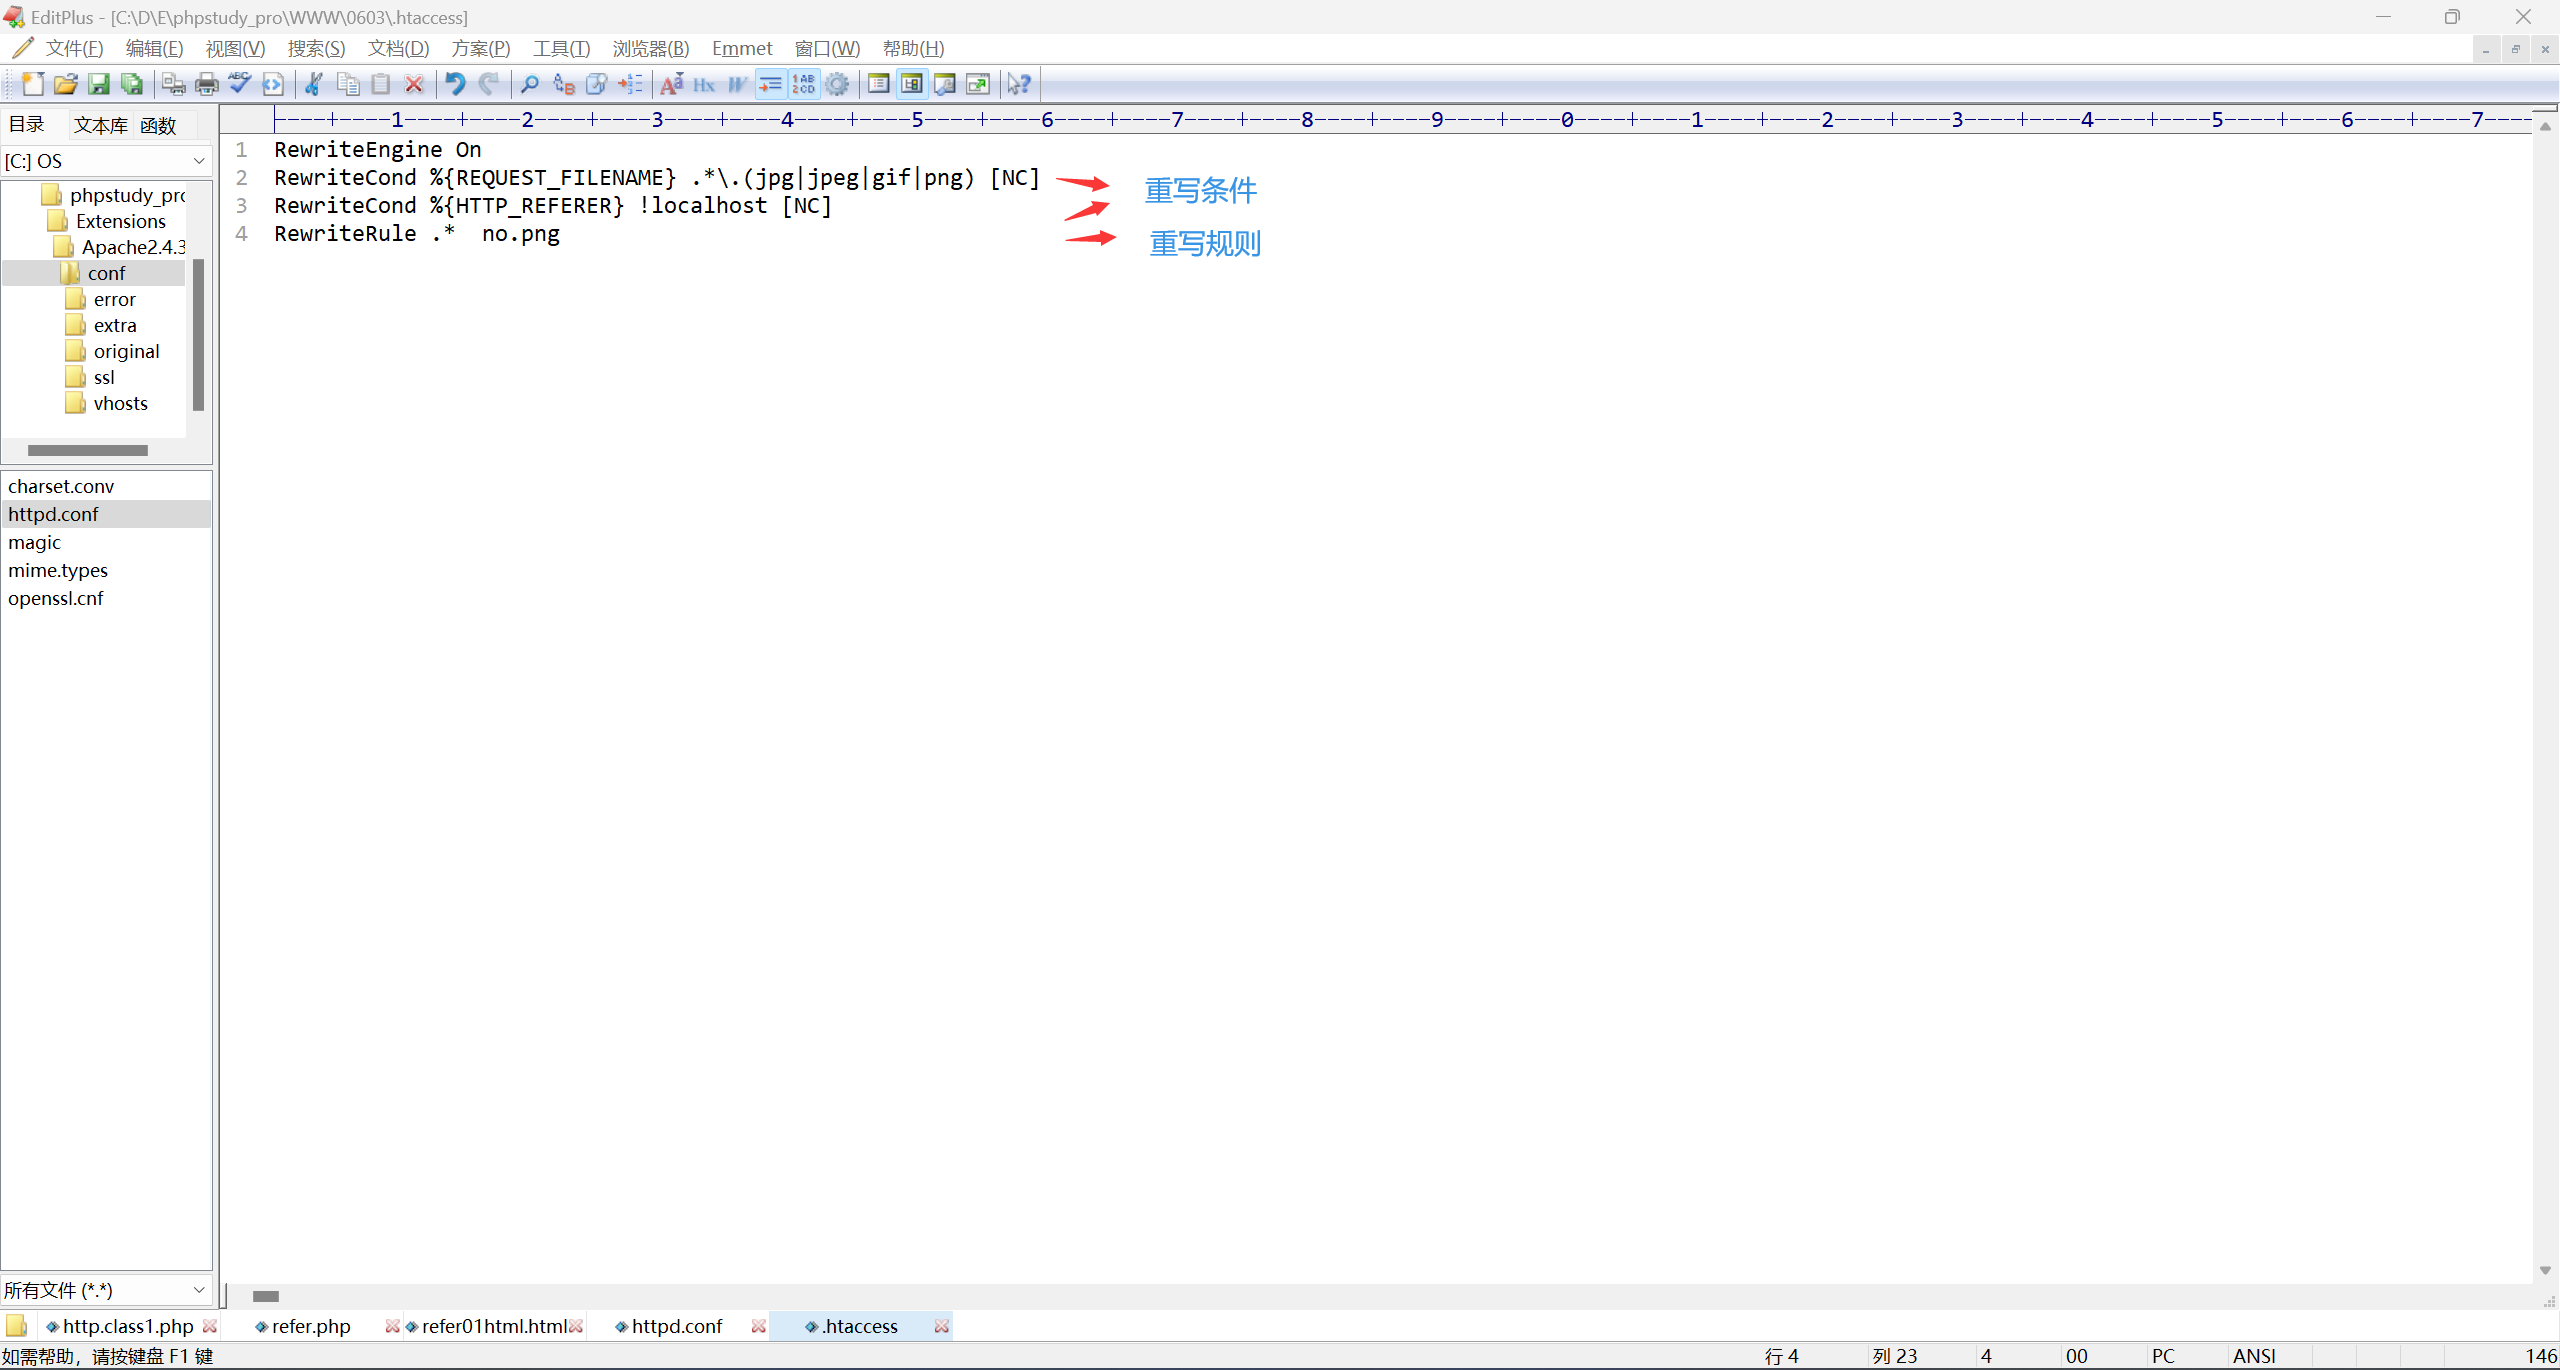 EditPlus - [C:\D\E\phpstudy_pro\WWW\0603\.htaccess]
文件(F) 编辑(E) 视图(V) 搜索(S) 文档(D) 方案(P) 工具(T) 浏览器(B) Emmet 窗口(W) 帮助(H)
目录 文本库 函数
[C:] OS
phpstudy_pro
Extensions
Apache2.4.3
conf
error
extra
original
ssl
vhosts
charset.conv
httpd.conf
magic
mime.types
openssl.cnf
所有文件 (*.*)
----+----1----+----2----+----3----+----4----+----5----+----6----+----7----+----8----+----9----+----0----+----1----+----2----+----3----+----4----+----5----+----6----+----7----
1 RewriteEngine On
2 RewriteCond %{REQUEST_FILENAME} .*\.(jpg|jpeg|gif|png) [NC]
3 RewriteCond %{HTTP_REFERER} !localhost [NC]
4 RewriteRule .*  no.png
重写条件
重写规则
http.class1.php refer.php refer01html.html httpd.conf .htaccess
如需帮助，请按键盘 F1 键 行 4 列 23 4 00 PC ANSI 146